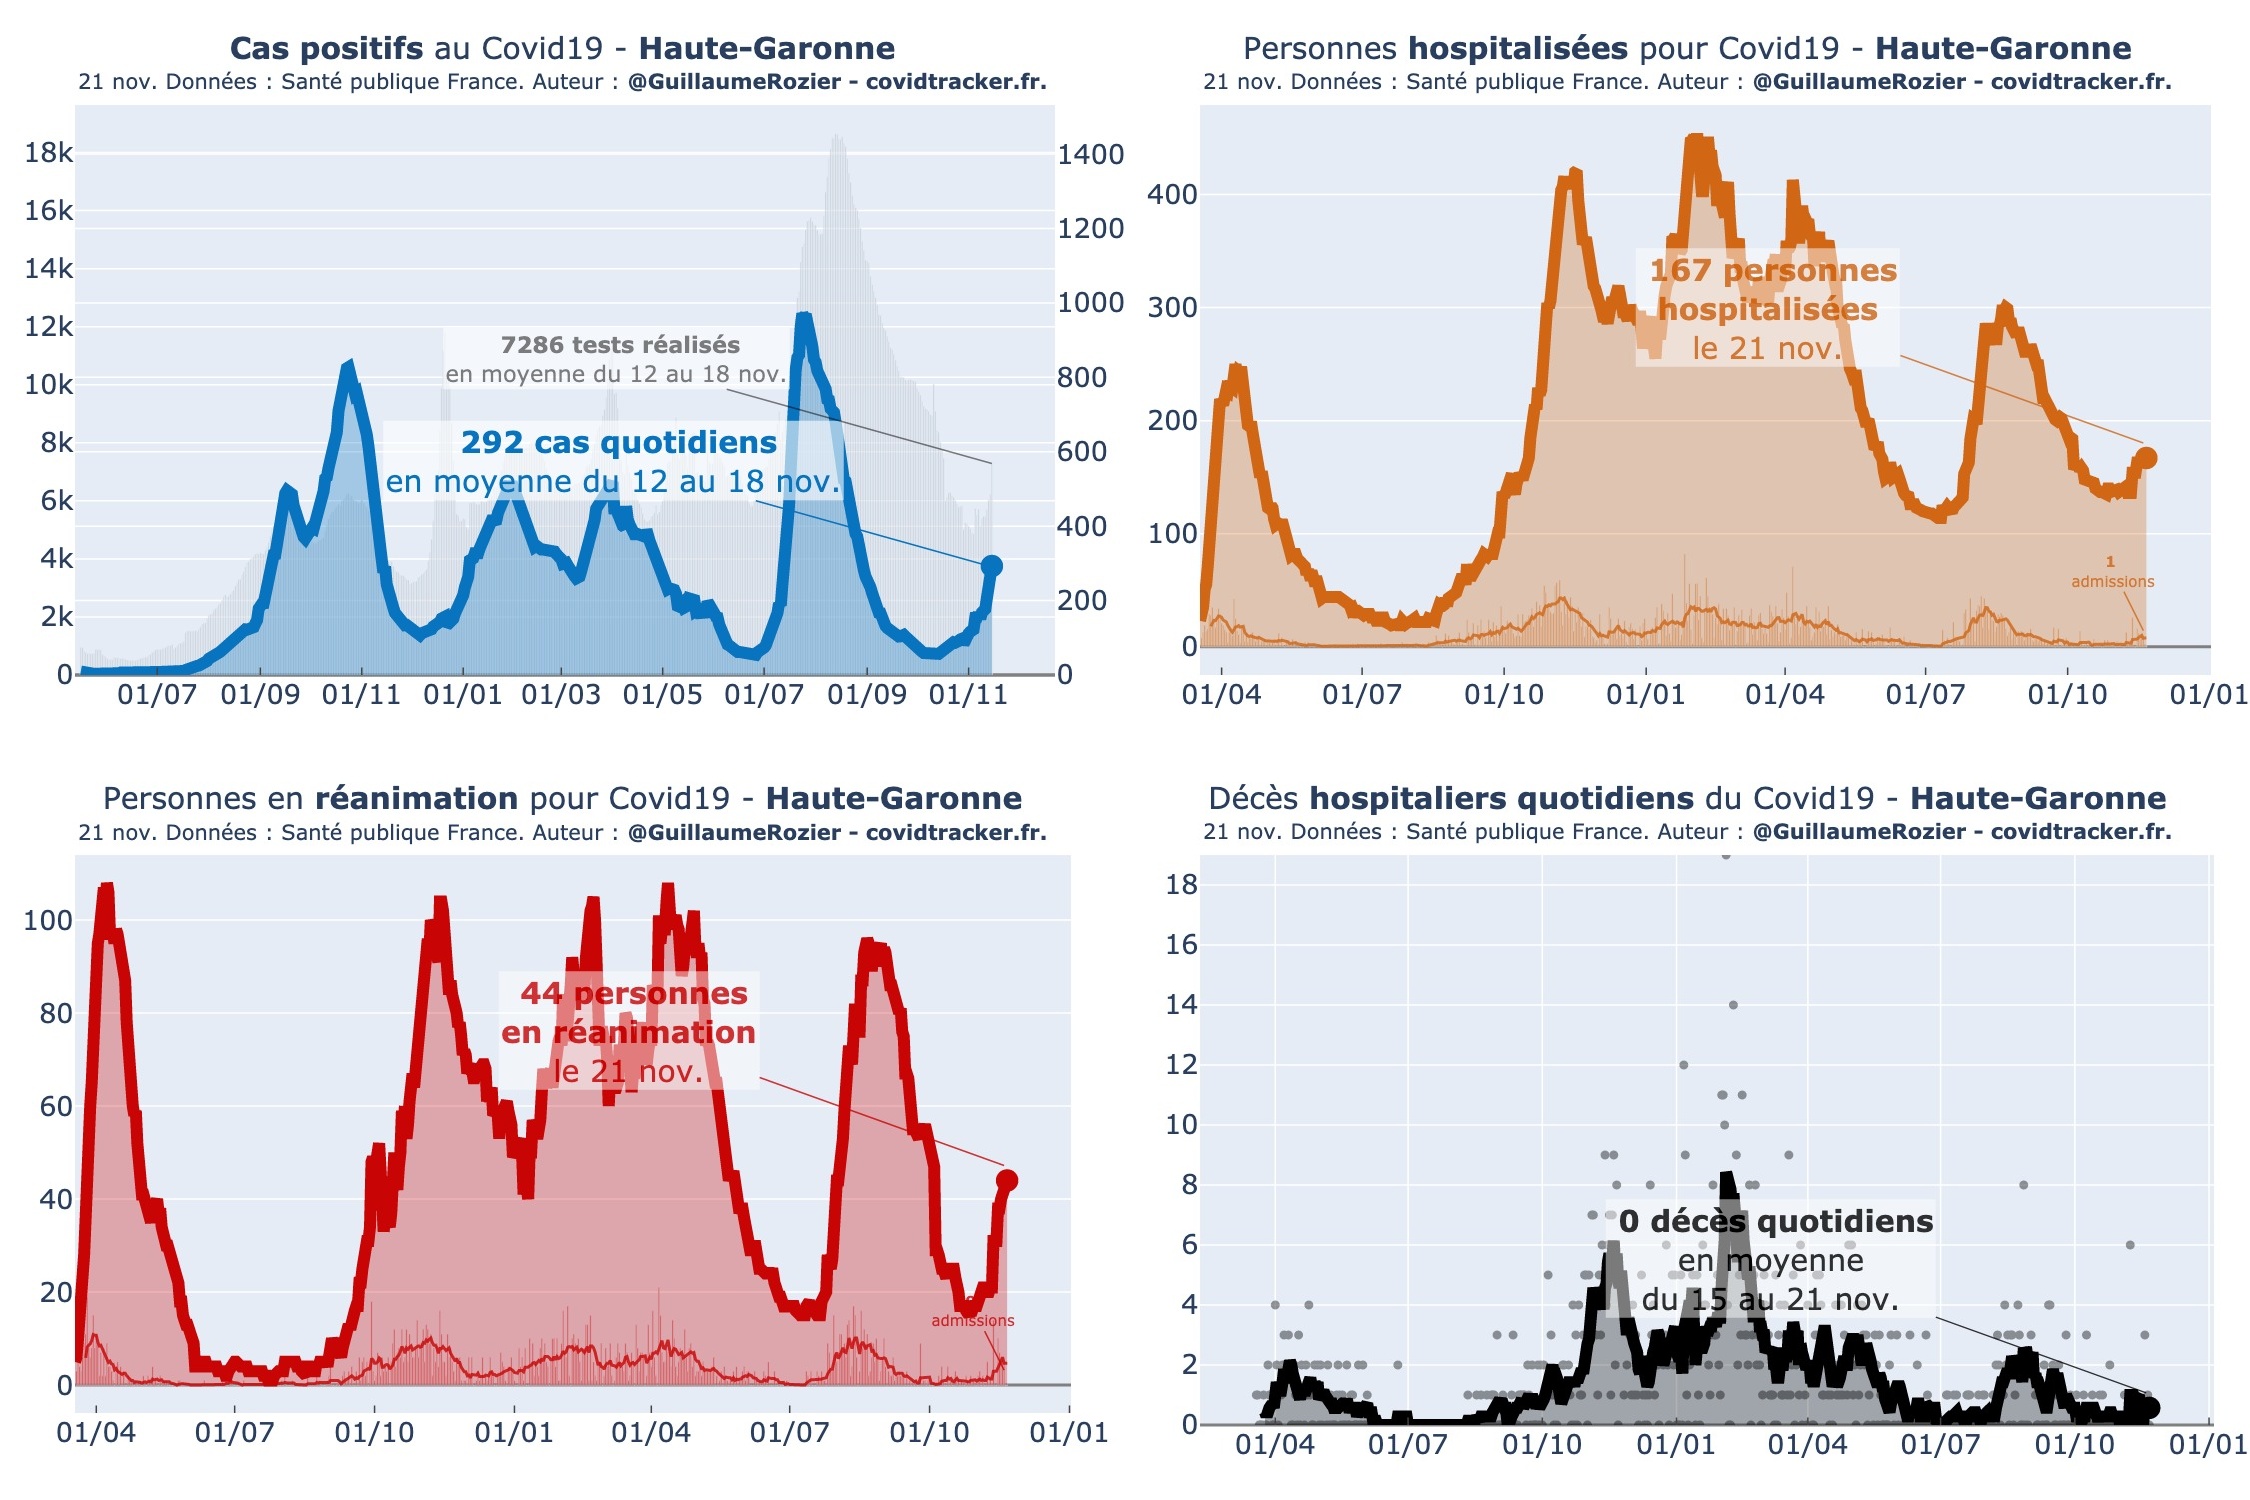 Cas positifs au Covid19 - Haute-Garonne
21 nov. Données : Santé publique France. Auteur : @GuillaumeRozier - covidtracker.fr.
18k
16k
14k
12k
10k
8k
6k
4k
2k
0
1400
1200
1000
800
600
400
200
0
7286 tests réalisés
en moyenne du 12 au 18 nov.
292 cas quotidiens
en moyenne du 12 au 18 nov.
01/07 01/09 01/11 01/01 01/03 01/05 01/07 01/09 01/11
Personnes hospitalisées pour Covid19 - Haute-Garonne
21 nov. Données : Santé publique France. Auteur : @GuillaumeRozier - covidtracker.fr.
400
300
200
100
0
167 personnes
hospitalisées
le 21 nov.
1
admissions
01/04 01/07 01/10 01/01 01/04 01/07 01/10 01/01
Personnes en réanimation pour Covid19 - Haute-Garonne
21 nov. Données : Santé publique France. Auteur : @GuillaumeRozier - covidtracker.fr.
100
80
60
40
20
0
44 personnes
en réanimation
le 21 nov.
admissions
01/04 01/07 01/10 01/01 01/04 01/07 01/10 01/01
Décès hospitaliers quotidiens du Covid19 - Haute-Garonne
21 nov. Données : Santé publique France. Auteur : @GuillaumeRozier - covidtracker.fr.
18
16
14
12
10
8
6
4
2
0
0 décès quotidiens
en moyenne
du 15 au 21 nov.
01/04 01/07 01/10 01/01 01/04 01/07 01/10 01/01